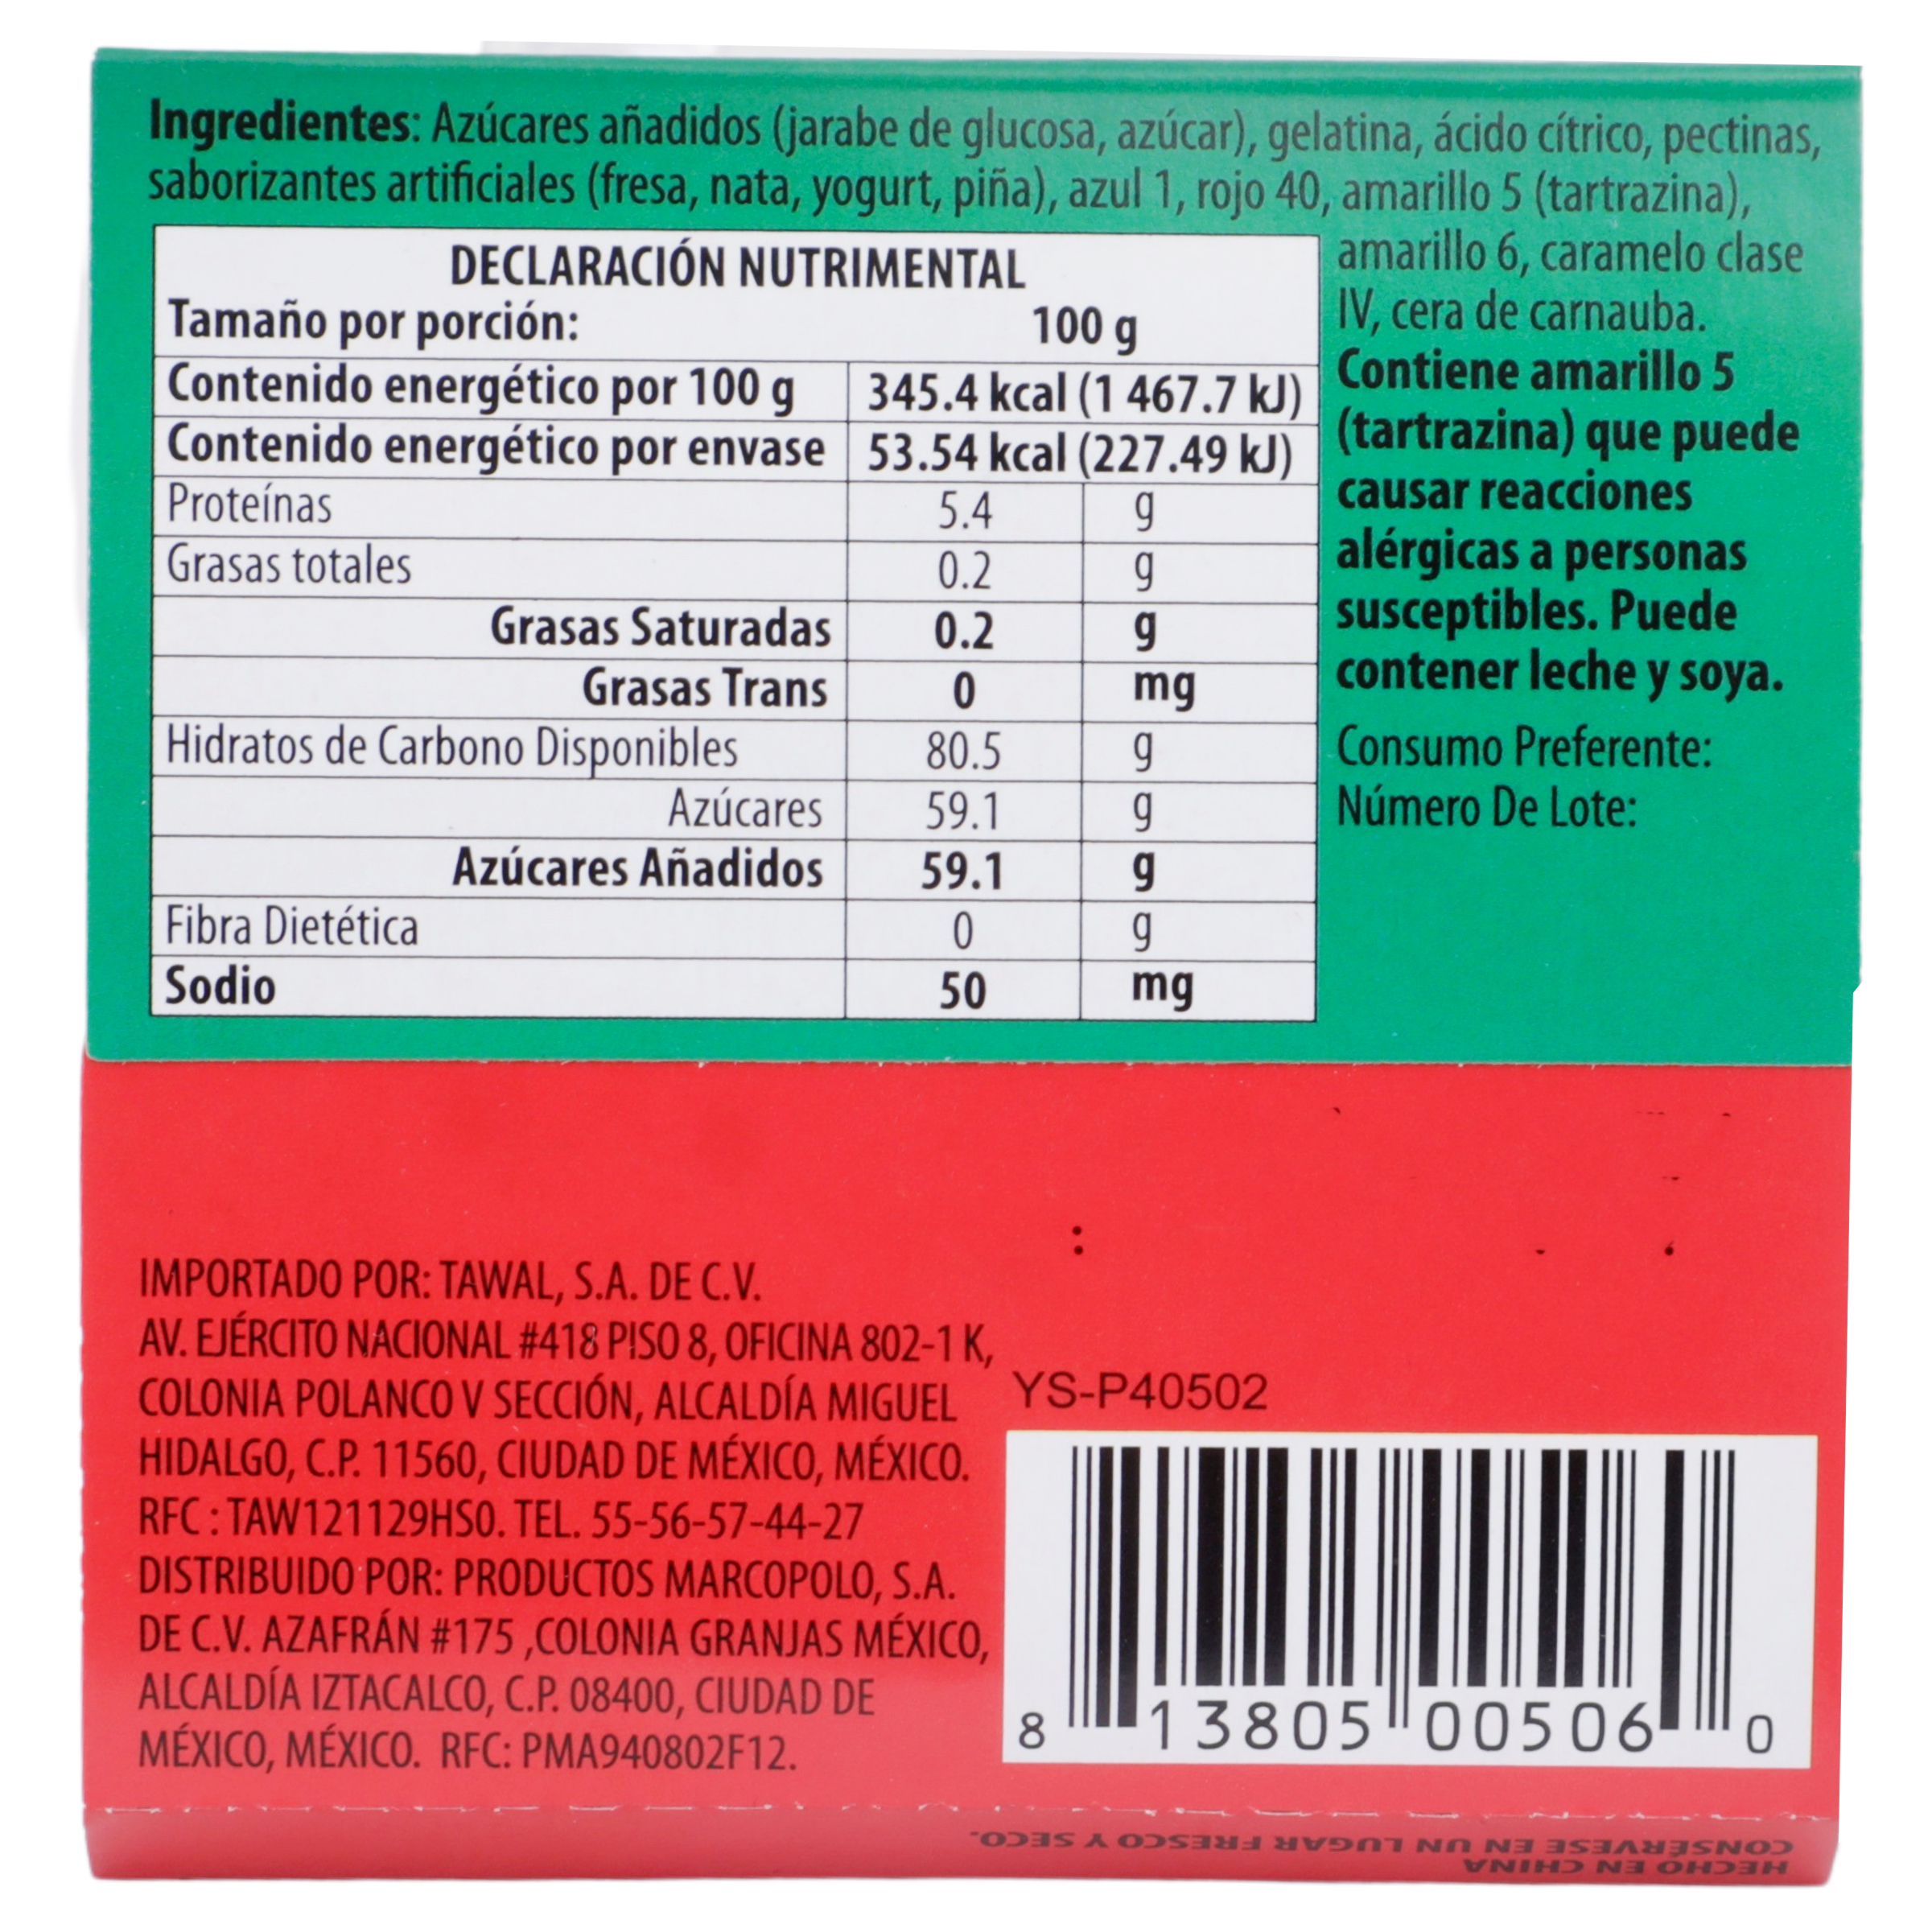 Ingredientes: Azúcares añadidos (jarabe de glucosa, azúcar), gelatina, ácido cítrico, pectinas,
saborizantes artificiales (fresa, nata, yogurt, piña), azul 1, rojo 40, amarillo 5 (tartrazina),
amarillo 6, caramelo clase
IV, cera de carnauba.
Contiene amarillo 5
(tartrazina) que puede
causar reacciones
alérgicas a personas
susceptibles. Puede
contener leche y soya.
Consumo Preferente:
Número De Lote:
DECLARACIÓN NUTRIMENTAL
Tamaño por porción: 100 g
Contenido energético por 100 g 345.4 kcal (1 467.7 kJ)
Contenido energético por envase 53.54 kcal (227.49 kJ)
Proteínas 5.4 g
Grasas totales 0.2 g
Grasas Saturadas 0.2 g
Grasas Trans 0 mg
Hidratos de Carbono Disponibles 80.5 g
Azúcares 59.1 g
Azúcares Añadidos 59.1 g
Fibra Dietética 0 g
Sodio 50 mg
IMPORTADO POR: TAWAL, S.A. DE C.V.
AV. EJÉRCITO NACIONAL #418 PISO 8, OFICINA 802-1 K,
COLONIA POLANCO V SECCIÓN, ALCALDÍA MIGUEL
HIDALGO, C.P. 11560, CIUDAD DE MÉXICO, MÉXICO.
RFC : TAW121129HS0. TEL. 55-56-57-44-27
DISTRIBUIDO POR: PRODUCTOS MARCOPOLO, S.A.
DE C.V. AZAFRÁN #175 ,COLONIA GRANJAS MÉXICO,
ALCALDÍA IZTACALCO, C.P. 08400, CIUDAD DE
MÉXICO, MÉXICO. RFC: PMA940802F12.
YS-P40502
8 13805 00506 0
HECHO EN CHINA
CONSÉRVESE EN UN LUGAR FRESCO Y SECO.